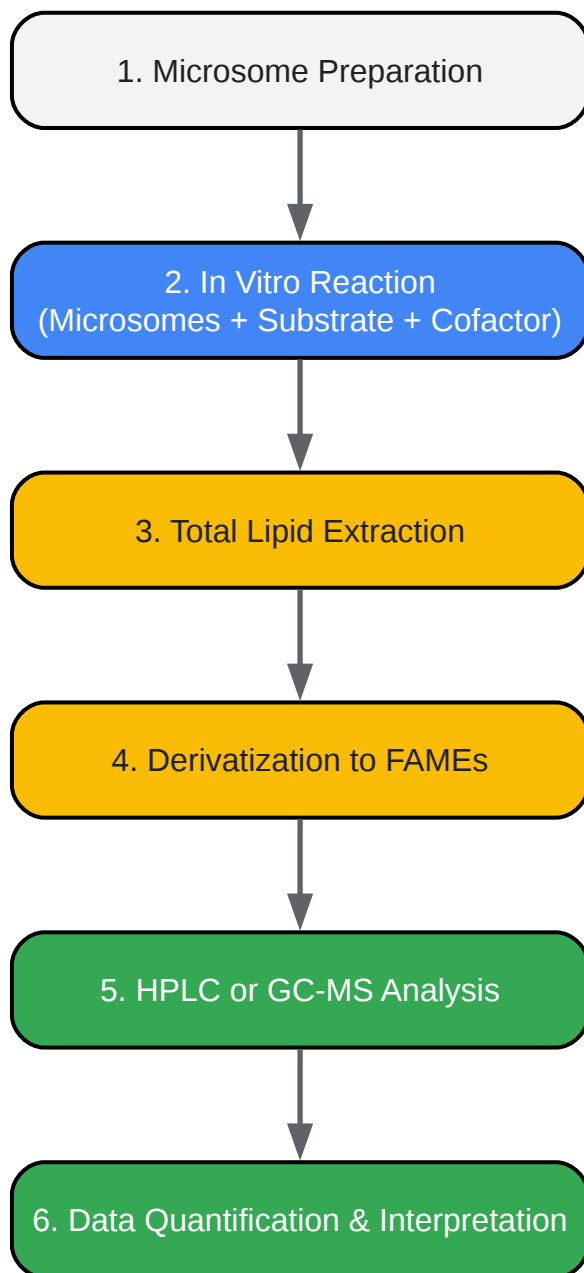 1. Microsome Preparation
2. In Vitro Reaction
(Microsomes + Substrate + Cofactor)
3. Total Lipid Extraction
4. Derivatization to FAMEs
5. HPLC or GC-MS Analysis
6. Data Quantification & Interpretation